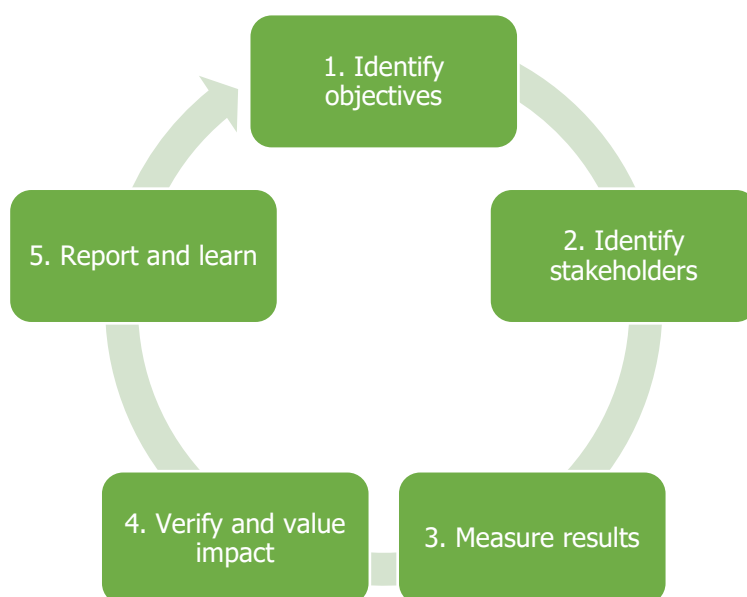 1. Identify
objectives
2. Identify
stakeholders
3. Measure results
4. Verify and value
impact
5. Report and learn